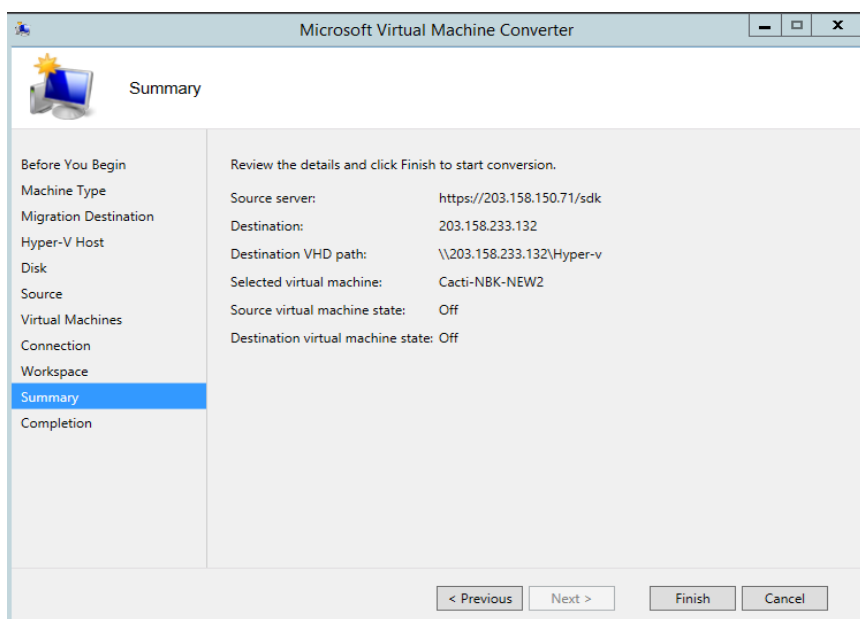 Microsoft Virtual Machine Converter
Summary
Before You Begin
Machine Type
Migration Destination
Hyper-V Host
Disk
Source
Virtual Machines
Connection
Workspace
Summary
Completion
Review the details and click Finish to start conversion.
Source server: https://203.158.150.71/sdk
Destination: 203.158.233.132
Destination VHD path: \\203.158.233.132\Hyper-v
Selected virtual machine: Cacti-NBK-NEW2
Source virtual machine state: Off
Destination virtual machine state: Off
< Previous Next > Finish Cancel